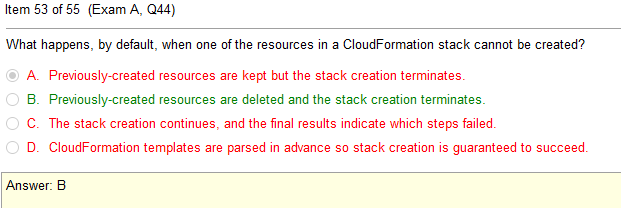 Item 53 of 55 (Exam A, Q44)
What happens, by default, when one of the resources in a CloudFormation stack cannot be created?
A. Previously-created resources are kept but the stack creation terminates.
B. Previously-created resources are deleted and the stack creation terminates.
C. The stack creation continues, and the final results indicate which steps failed.
D. CloudFormation templates are parsed in advance so stack creation is guaranteed to succeed.
Answer: B